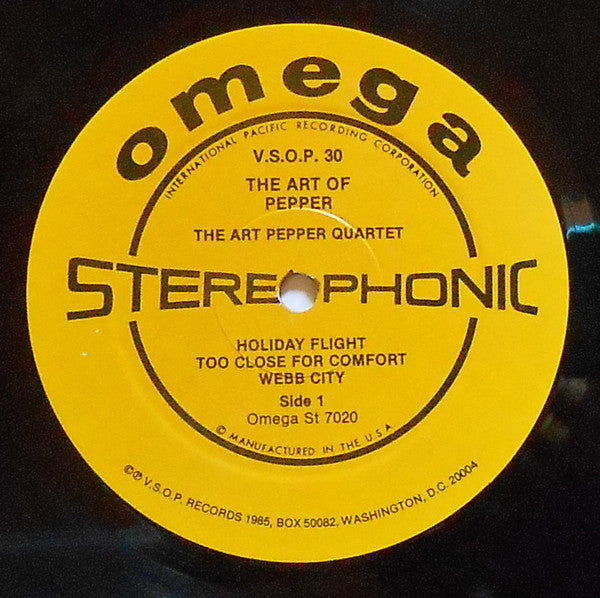 omega
INTERNATIONAL PACIFIC RECORDING CORPORATION
V.S.O.P. 30
THE ART OF
PEPPER
THE ART PEPPER QUARTET
STEREOPHONIC
HOLIDAY FLIGHT
TOO CLOSE FOR COMFORT
WEBB CITY
Side 1
Omega St 7020
© MANUFACTURED IN THE U.S.A.
©℗ V.S.O.P. RECORDS 1985, BOX 50082, WASHINGTON, D.C. 20004